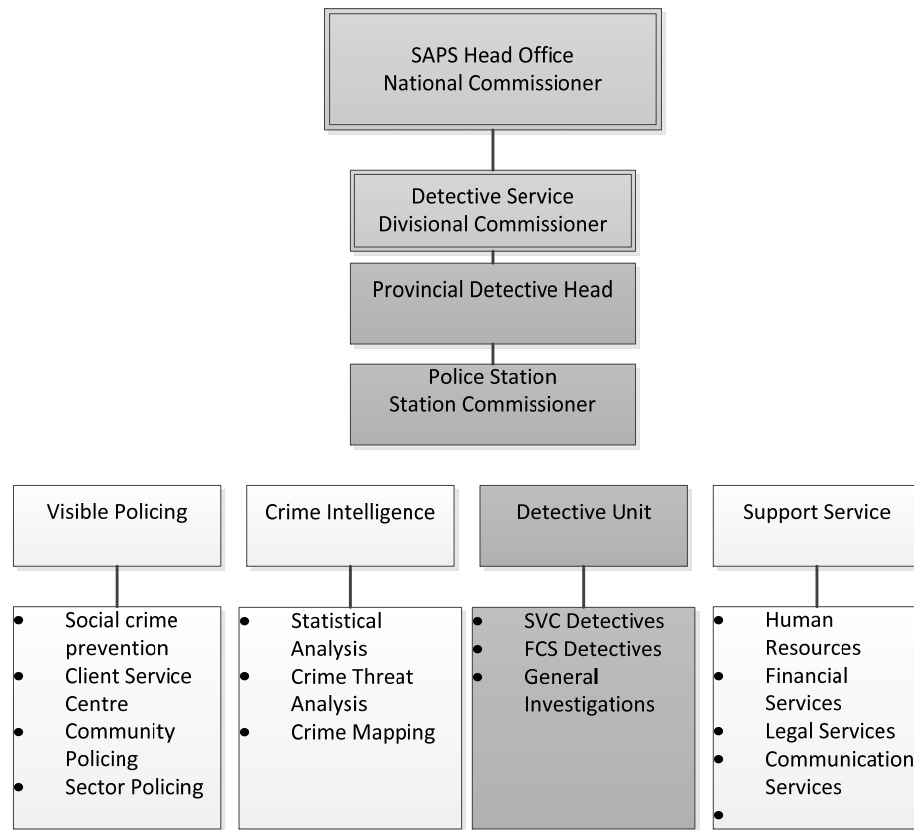 SAPS Head Office
National Commissioner
Detective Service
Divisional Commissioner
Provincial Detective Head
Police Station
Station Commissioner
Visible Policing
Crime Intelligence
Detective Unit
Support Service
• Social crime
prevention
• Client Service
Centre
• Community
Policing
• Sector Policing
• Statistical
Analysis
• Crime Threat
Analysis
• Crime Mapping
• SVC Detectives
• FCS Detectives
• General
Investigations
• Human
Resources
• Financial
Services
• Legal Services
• Communication
Services
•